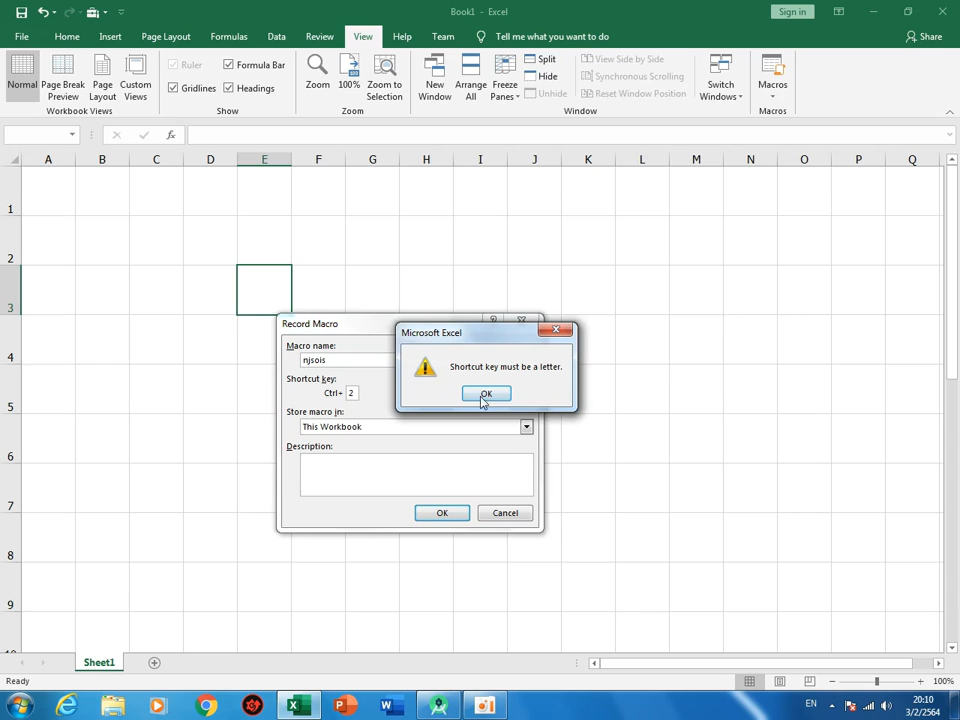 Book1 - Excel
Sign in
File Home Insert Page Layout Formulas Data Review View Help Team Tell me what you want to do Share
Normal
Page Break Preview
Page Layout
Custom Views
Workbook Views
Ruler
Formula Bar
Gridlines
Headings
Show
Zoom
100%
Zoom to Selection
Zoom
New Window
Arrange All
Freeze Panes
Split
Hide
Unhide
View Side by Side
Synchronous Scrolling
Reset Window Position
Window
Switch Windows
Macros
Macros
fx
A B C D E F G H I J K L M N O P Q
1
2
3
4
5
6
7
8
9
Record Macro
Macro name:
njsois
Shortcut key:
Ctrl+ 2
Store macro in:
This Workbook
Description:
OK Cancel
Microsoft Excel
Shortcut key must be a letter.
OK
Sheet1
Ready
100%
EN
20:10
3/2/2564